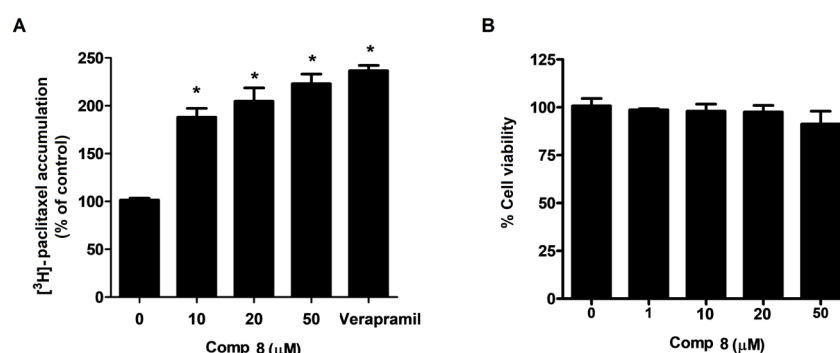 A
[³H]-paclitaxel accumulation
(% of control)
250
200
150
100
50
0
*
*
*
*
0 10 20 50 Verapramil
Comp 8 (μM)
B
% Cell viability
125
100
75
50
25
0
0 1 10 20 50
Comp 8 (μM)